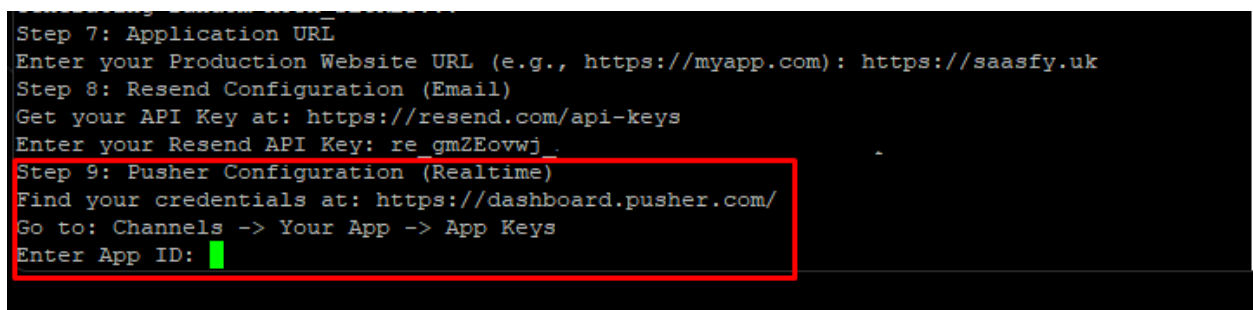 Step 7: Application URL
Enter your Production Website URL (e.g., https://myapp.com): https://saasfy.uk
Step 8: Resend Configuration (Email)
Get your API Key at: https://resend.com/api-keys
Enter your Resend API Key: re_gmZEovwj_
Step 9: Pusher Configuration (Realtime)
Find your credentials at: https://dashboard.pusher.com/
Go to: Channels -> Your App -> App Keys
Enter App ID: